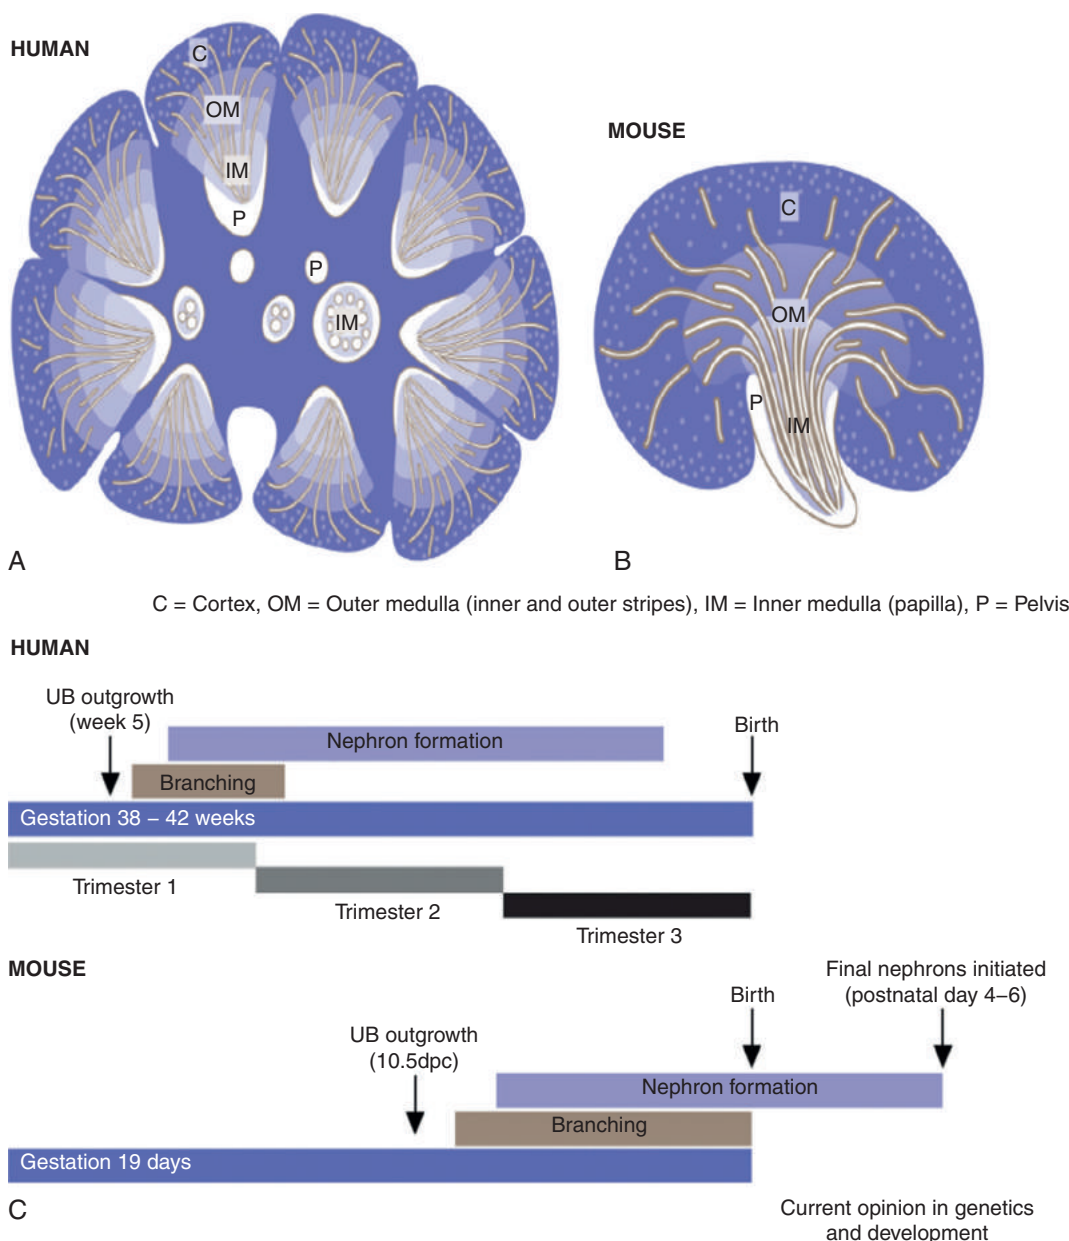 HUMAN
C
OM
IM
P
P
IM
A
MOUSE
C
OM
P
IM
B
C = Cortex, OM = Outer medulla (inner and outer stripes), IM = Inner medulla (papilla), P = Pelvis
HUMAN
UB outgrowth
(week 5)
Nephron formation
Birth
Branching
Gestation 38 – 42 weeks
Trimester 1
Trimester 2
Trimester 3
MOUSE
Final nephrons initiated
(postnatal day 4–6)
Birth
UB outgrowth
(10.5dpc)
Nephron formation
Branching
Gestation 19 days
C
Current opinion in genetics
and development